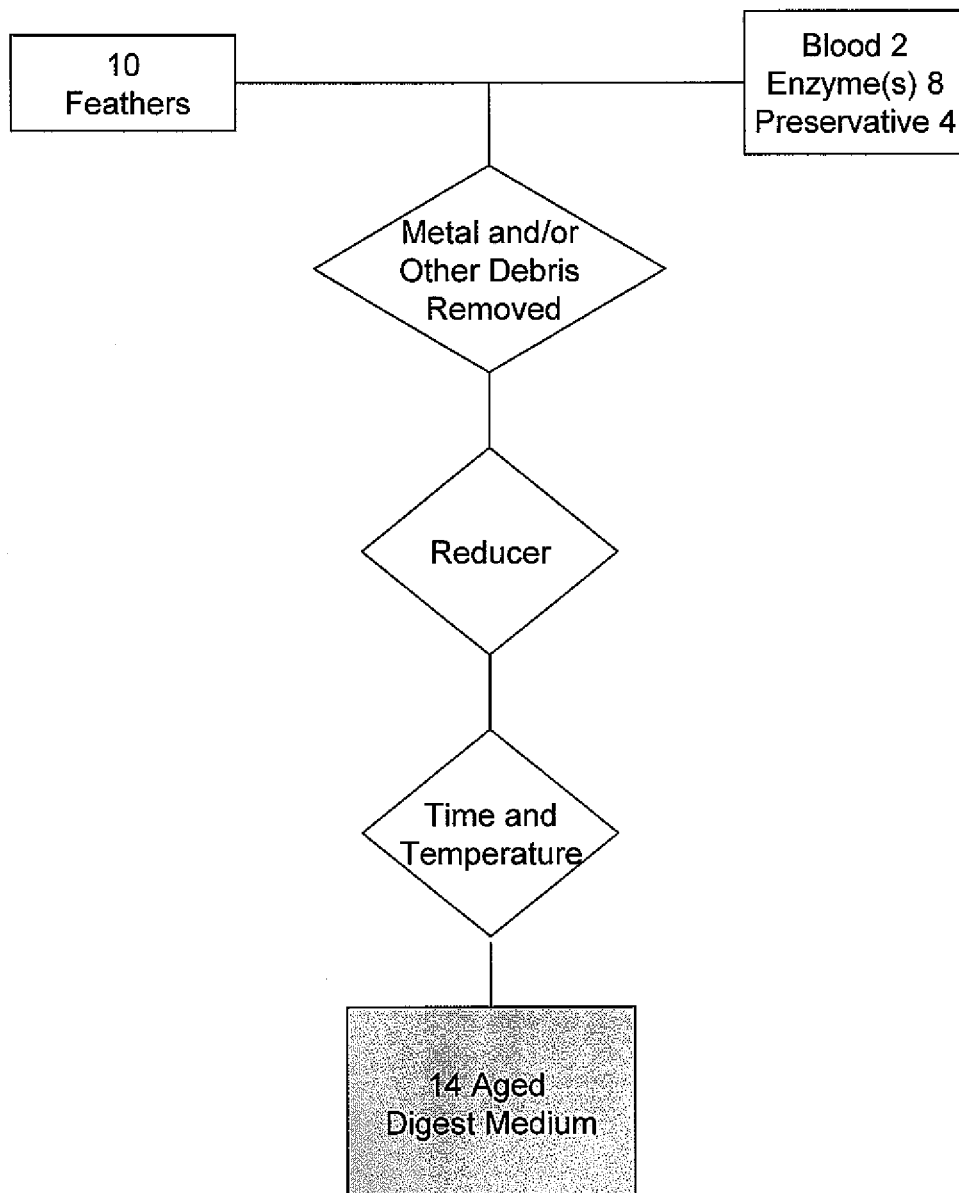 10
Feathers
Blood 2
Enzyme(s) 8
Preservative 4
Metal and/or
Other Debris
Removed
Reducer
Time and
Temperature
14 Aged
Digest Medium